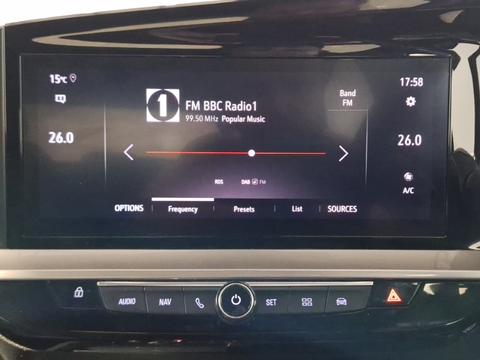 15°C
17:58
1
FM BBC Radio1
99.50 MHz Popular Music
Band
FM
26.0
26.0
RDS DAB FM
A/C
OPTIONS Frequency Presets List SOURCES
AUDIO NAV SET